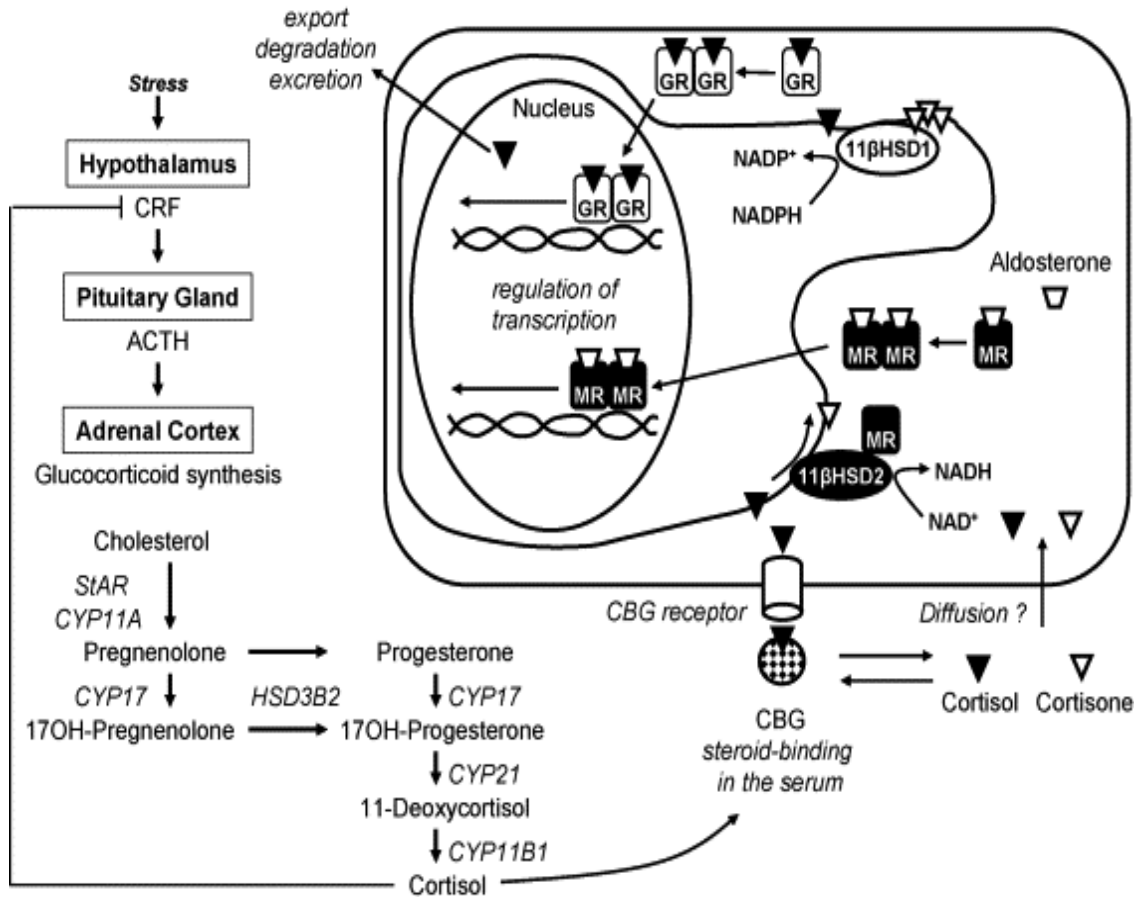 Stress
Hypothalamus
CRF
Pituitary Gland
ACTH
Adrenal Cortex
Glucocorticoid synthesis
Cholesterol
StAR
CYP11A
Pregnenolone
Progesterone
CYP17
HSD3B2
CYP17
17OH-Pregnenolone
17OH-Progesterone
CYP21
11-Deoxycortisol
CYP11B1
Cortisol
export
degradation
excretion
Nucleus
GR GR
GR
GR GR
11βHSD1
NADP⁺
NADPH
regulation of
transcription
Aldosterone
MR MR
MR
MR MR
MR
11βHSD2
NADH
NAD⁺
CBG receptor
Diffusion ?
Cortisol
Cortisone
CBG
steroid-binding
in the serum